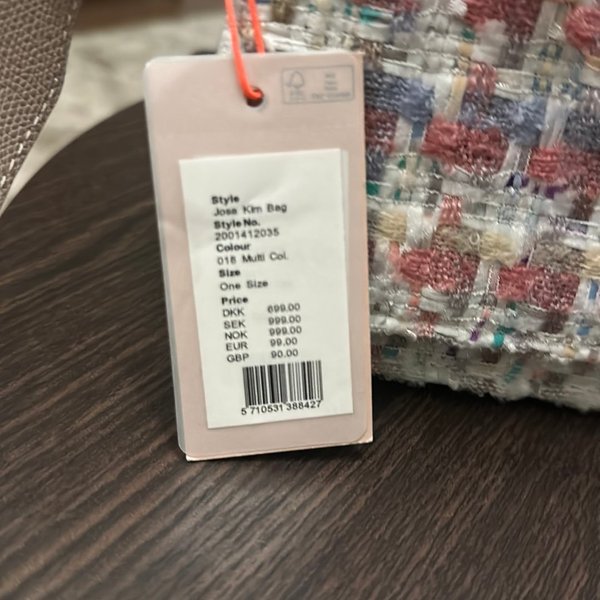 Style
Jose Kim Bag
Style No.
2001412035
Colour
018 Multi Col.
Size
One Size
Price
DKK 699.00
SEK 999.00
NOK 999.00
EUR 99.00
GBP 90.00
5 710531 388427